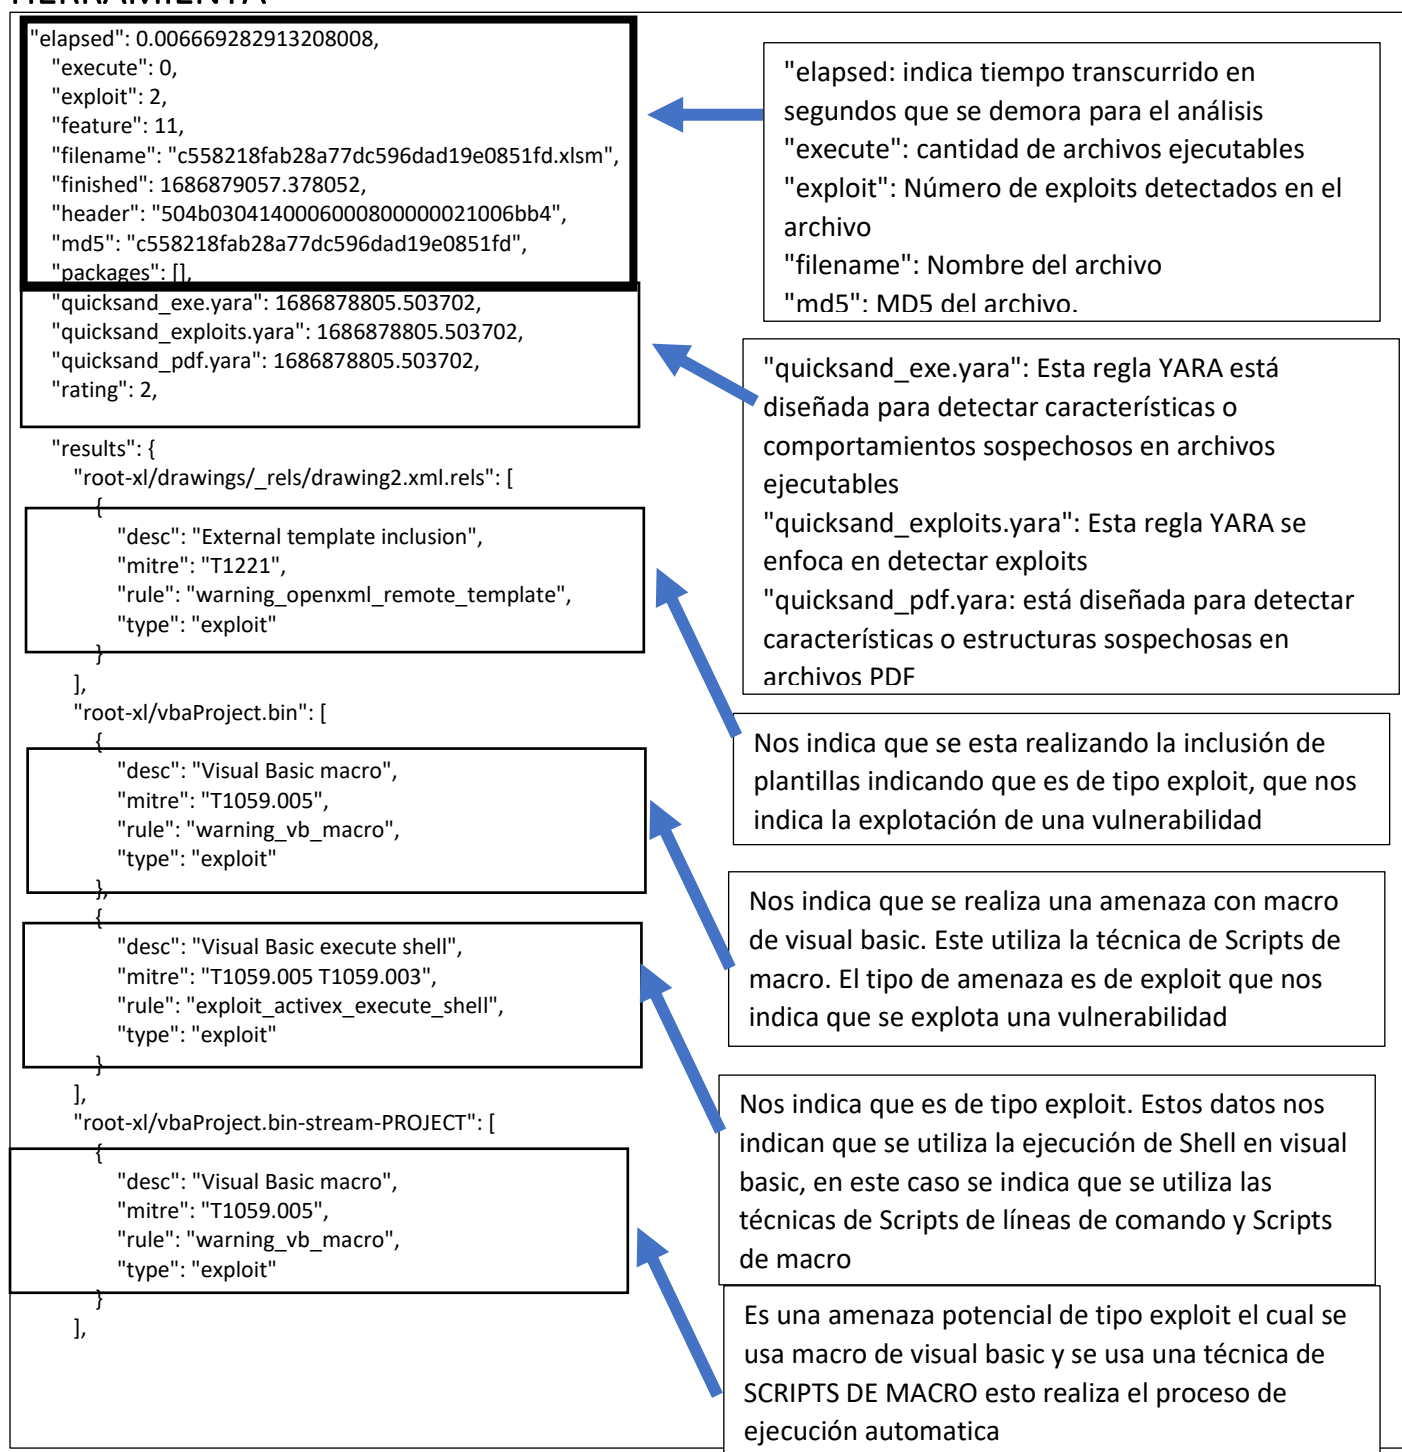 HERRAMIENTA
"elapsed": 0.006669282913208008,
"execute": 0,
"exploit": 2,
"feature": 11,
"filename": "c558218fab28a77dc596dad19e0851fd.xlsm",
"finished": 1686879057.378052,
"header": "504b030414000600080000021006bb4",
"md5": "c558218fab28a77dc596dad19e0851fd",
"packages": [],
"quicksand_exe.yara": 1686878805.503702,
"quicksand_exploits.yara": 1686878805.503702,
"quicksand_pdf.yara": 1686878805.503702,
"rating": 2,
"results": {
"root-xl/drawings/_rels/drawing2.xml.rels": [
{
"desc": "External template inclusion",
"mitre": "T1221",
"rule": "warning_openxml_remote_template",
"type": "exploit"
}
],
"root-xl/vbaProject.bin": [
{
"desc": "Visual Basic macro",
"mitre": "T1059.005",
"rule": "warning_vb_macro",
"type": "exploit"
},
{
"desc": "Visual Basic execute shell",
"mitre": "T1059.005 T1059.003",
"rule": "exploit_activex_execute_shell",
"type": "exploit"
}
],
"root-xl/vbaProject.bin-stream-PROJECT": [
{
"desc": "Visual Basic macro",
"mitre": "T1059.005",
"rule": "warning_vb_macro",
"type": "exploit"
}
],
"elapsed: indica tiempo transcurrido en
segundos que se demora para el análisis
"execute": cantidad de archivos ejecutables
"exploit": Número de exploits detectados en el
archivo
"filename": Nombre del archivo
"md5": MD5 del archivo.
"quicksand_exe.yara": Esta regla YARA está
diseñada para detectar características o
comportamientos sospechosos en archivos
ejecutables
"quicksand_exploits.yara": Esta regla YARA se
enfoca en detectar exploits
"quicksand_pdf.yara: está diseñada para detectar
características o estructuras sospechosas en
archivos PDF
Nos indica que se esta realizando la inclusión de
plantillas indicando que es de tipo exploit, que nos
indica la explotación de una vulnerabilidad
Nos indica que se realiza una amenaza con macro
de visual basic. Este utiliza la técnica de Scripts de
macro. El tipo de amenaza es de exploit que nos
indica que se explota una vulnerabilidad
Nos indica que es de tipo exploit. Estos datos nos
indican que se utiliza la ejecución de Shell en visual
basic, en este caso se indica que se utiliza las
técnicas de Scripts de líneas de comando y Scripts
de macro
Es una amenaza potencial de tipo exploit el cual se
usa macro de visual basic y se usa una técnica de
SCRIPTS DE MACRO esto realiza el proceso de
ejecución automatica